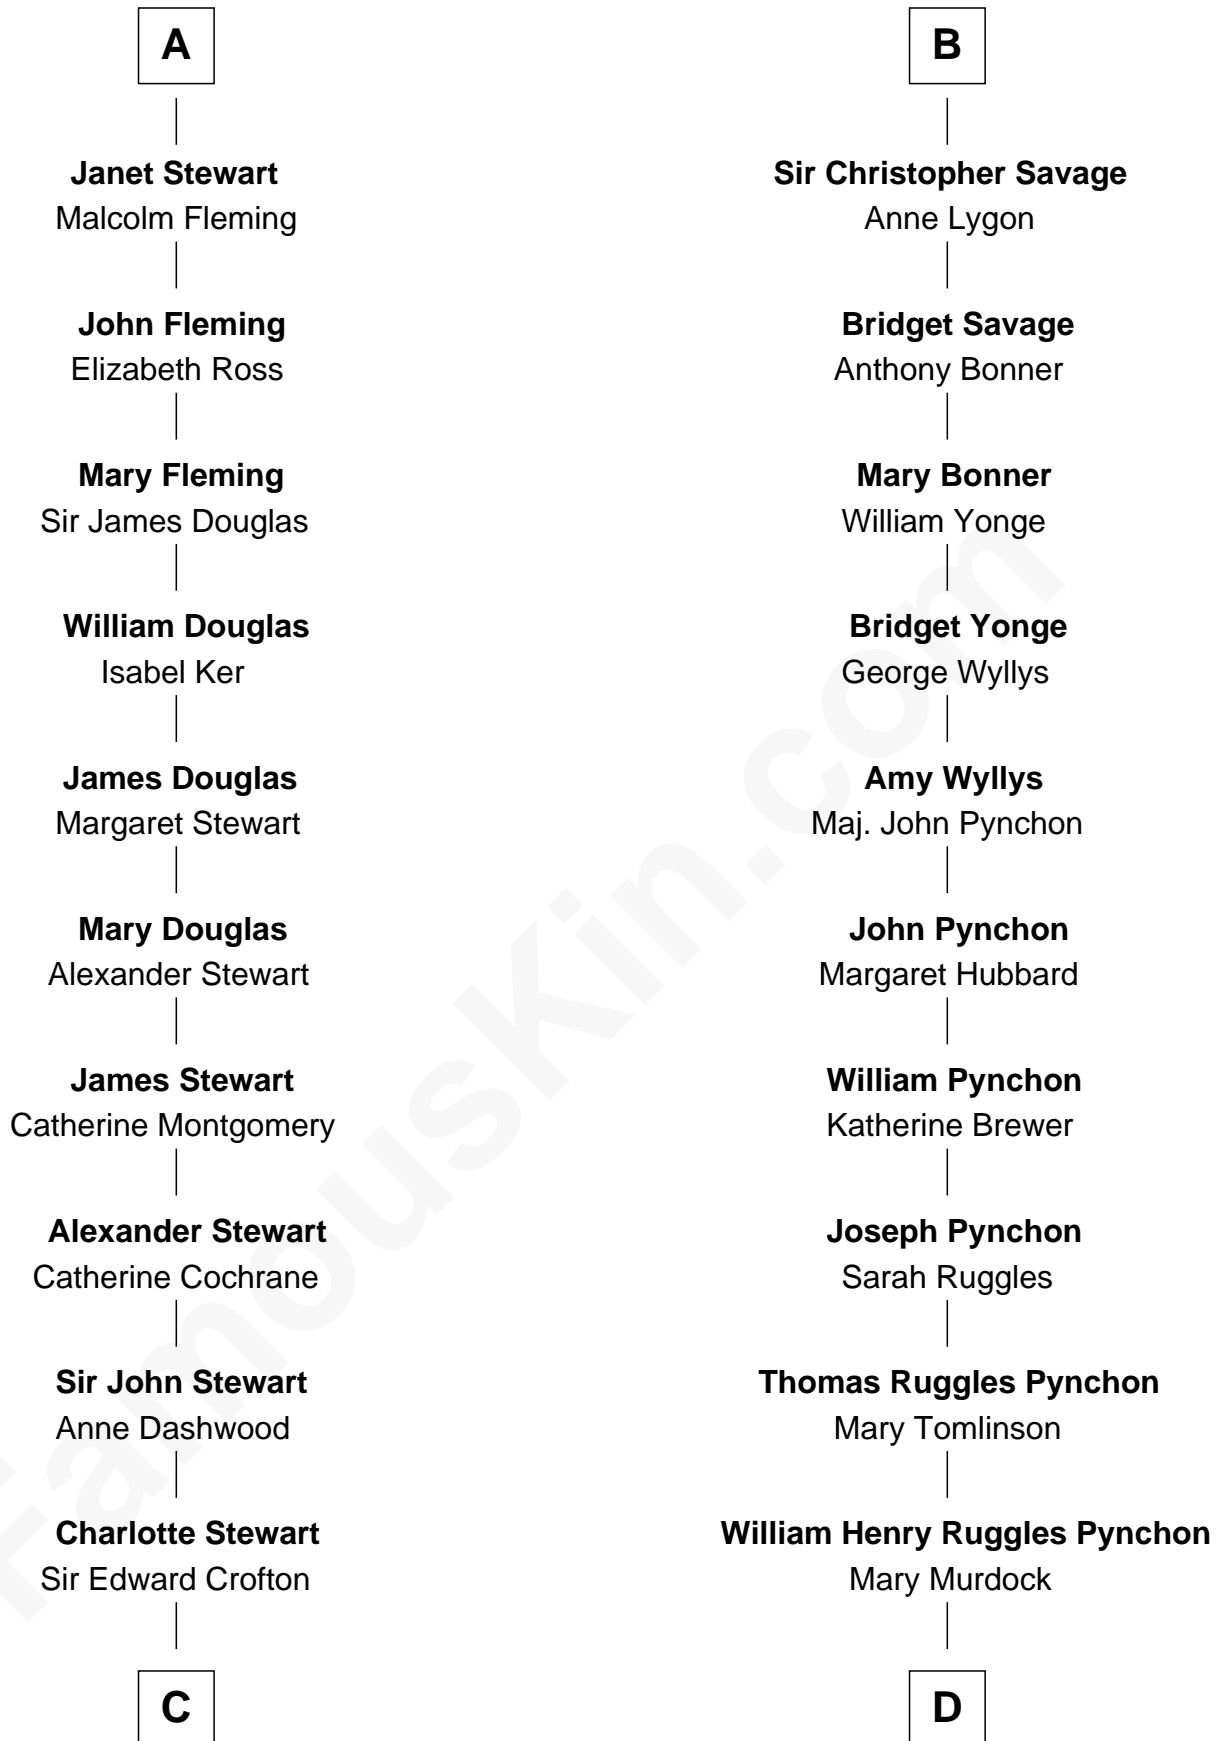 A
Janet Stewart
Malcolm Fleming
John Fleming
Elizabeth Ross
Mary Fleming
Sir James Douglas
William Douglas
Isabel Ker
James Douglas
Margaret Stewart
Mary Douglas
Alexander Stewart
James Stewart
Catherine Montgomery
Alexander Stewart
Catherine Cochrane
Sir John Stewart
Anne Dashwood
Charlotte Stewart
Sir Edward Crofton
C
B
Sir Christopher Savage
Anne Lygon
Bridget Savage
Anthony Bonner
Mary Bonner
William Yonge
Bridget Yonge
George Wyllys
Amy Wyllys
Maj. John Pynchon
John Pynchon
Margaret Hubbard
William Pynchon
Katherine Brewer
Joseph Pynchon
Sarah Ruggles
Thomas Ruggles Pynchon
Mary Tomlinson
William Henry Ruggles Pynchon
Mary Murdock
D
FamousKin.com